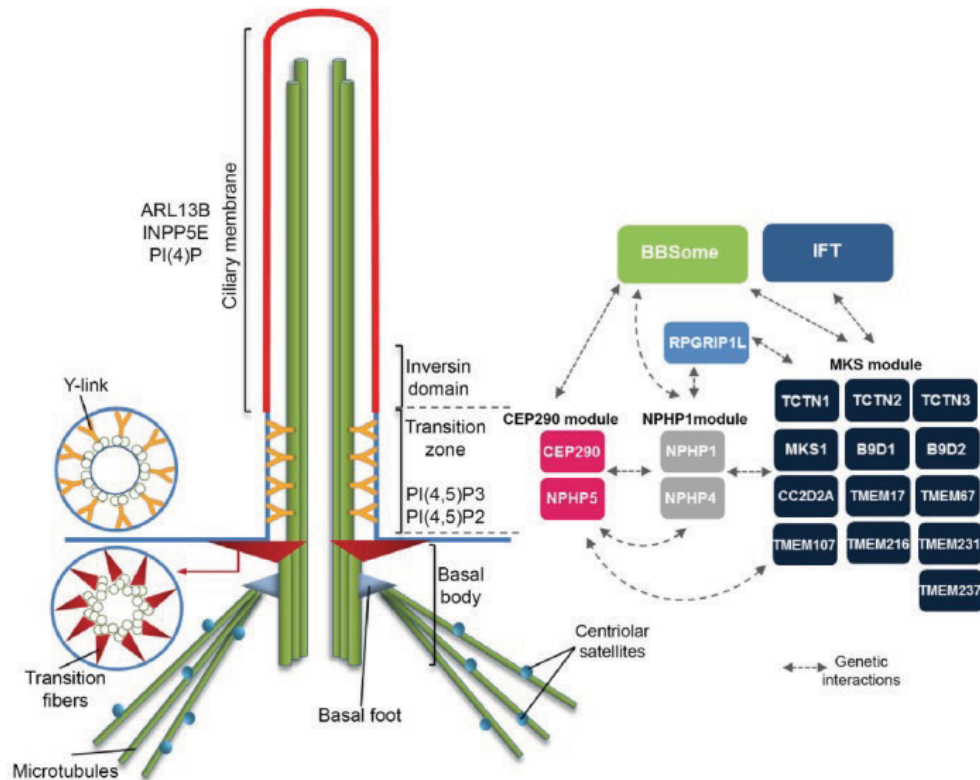 ARL13B
INPP5E
PI(4)P
Ciliary membrane
Y-link
Inversin
domain
Transition
zone
PI(4,5)P3
PI(4,5)P2
Basal
body
Transition
fibers
Microtubules
Basal foot
Centriolar
satellites
BBSome
IFT
RPGRIP1L
MKS module
CEP290 module
NPHP1module
CEP290
NPHP5
NPHP1
NPHP4
TCTN1
TCTN2
TCTN3
MKS1
B9D1
B9D2
CC2D2A
TMEM17
TMEM67
TMEM107
TMEM216
TMEM231
TMEM237
Genetic
interactions